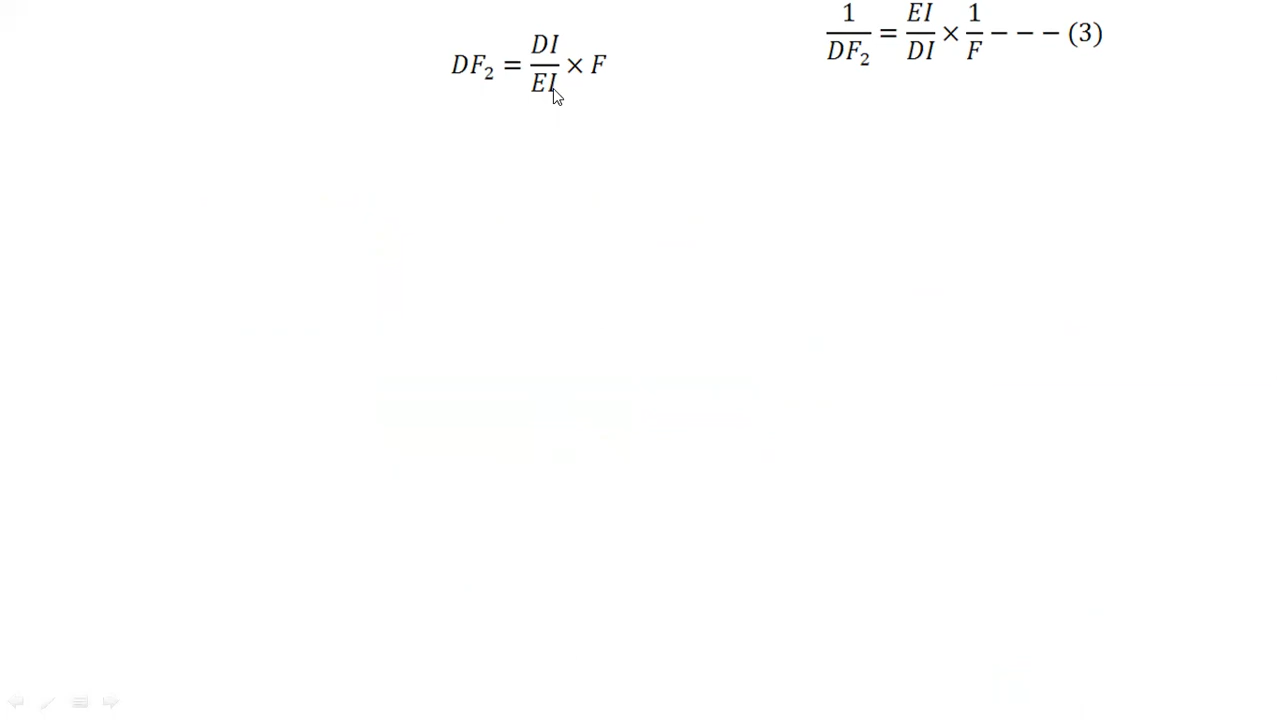 DF₂ = DI/EI × F
1/DF₂ = EI/DI × 1/F − − − (3)